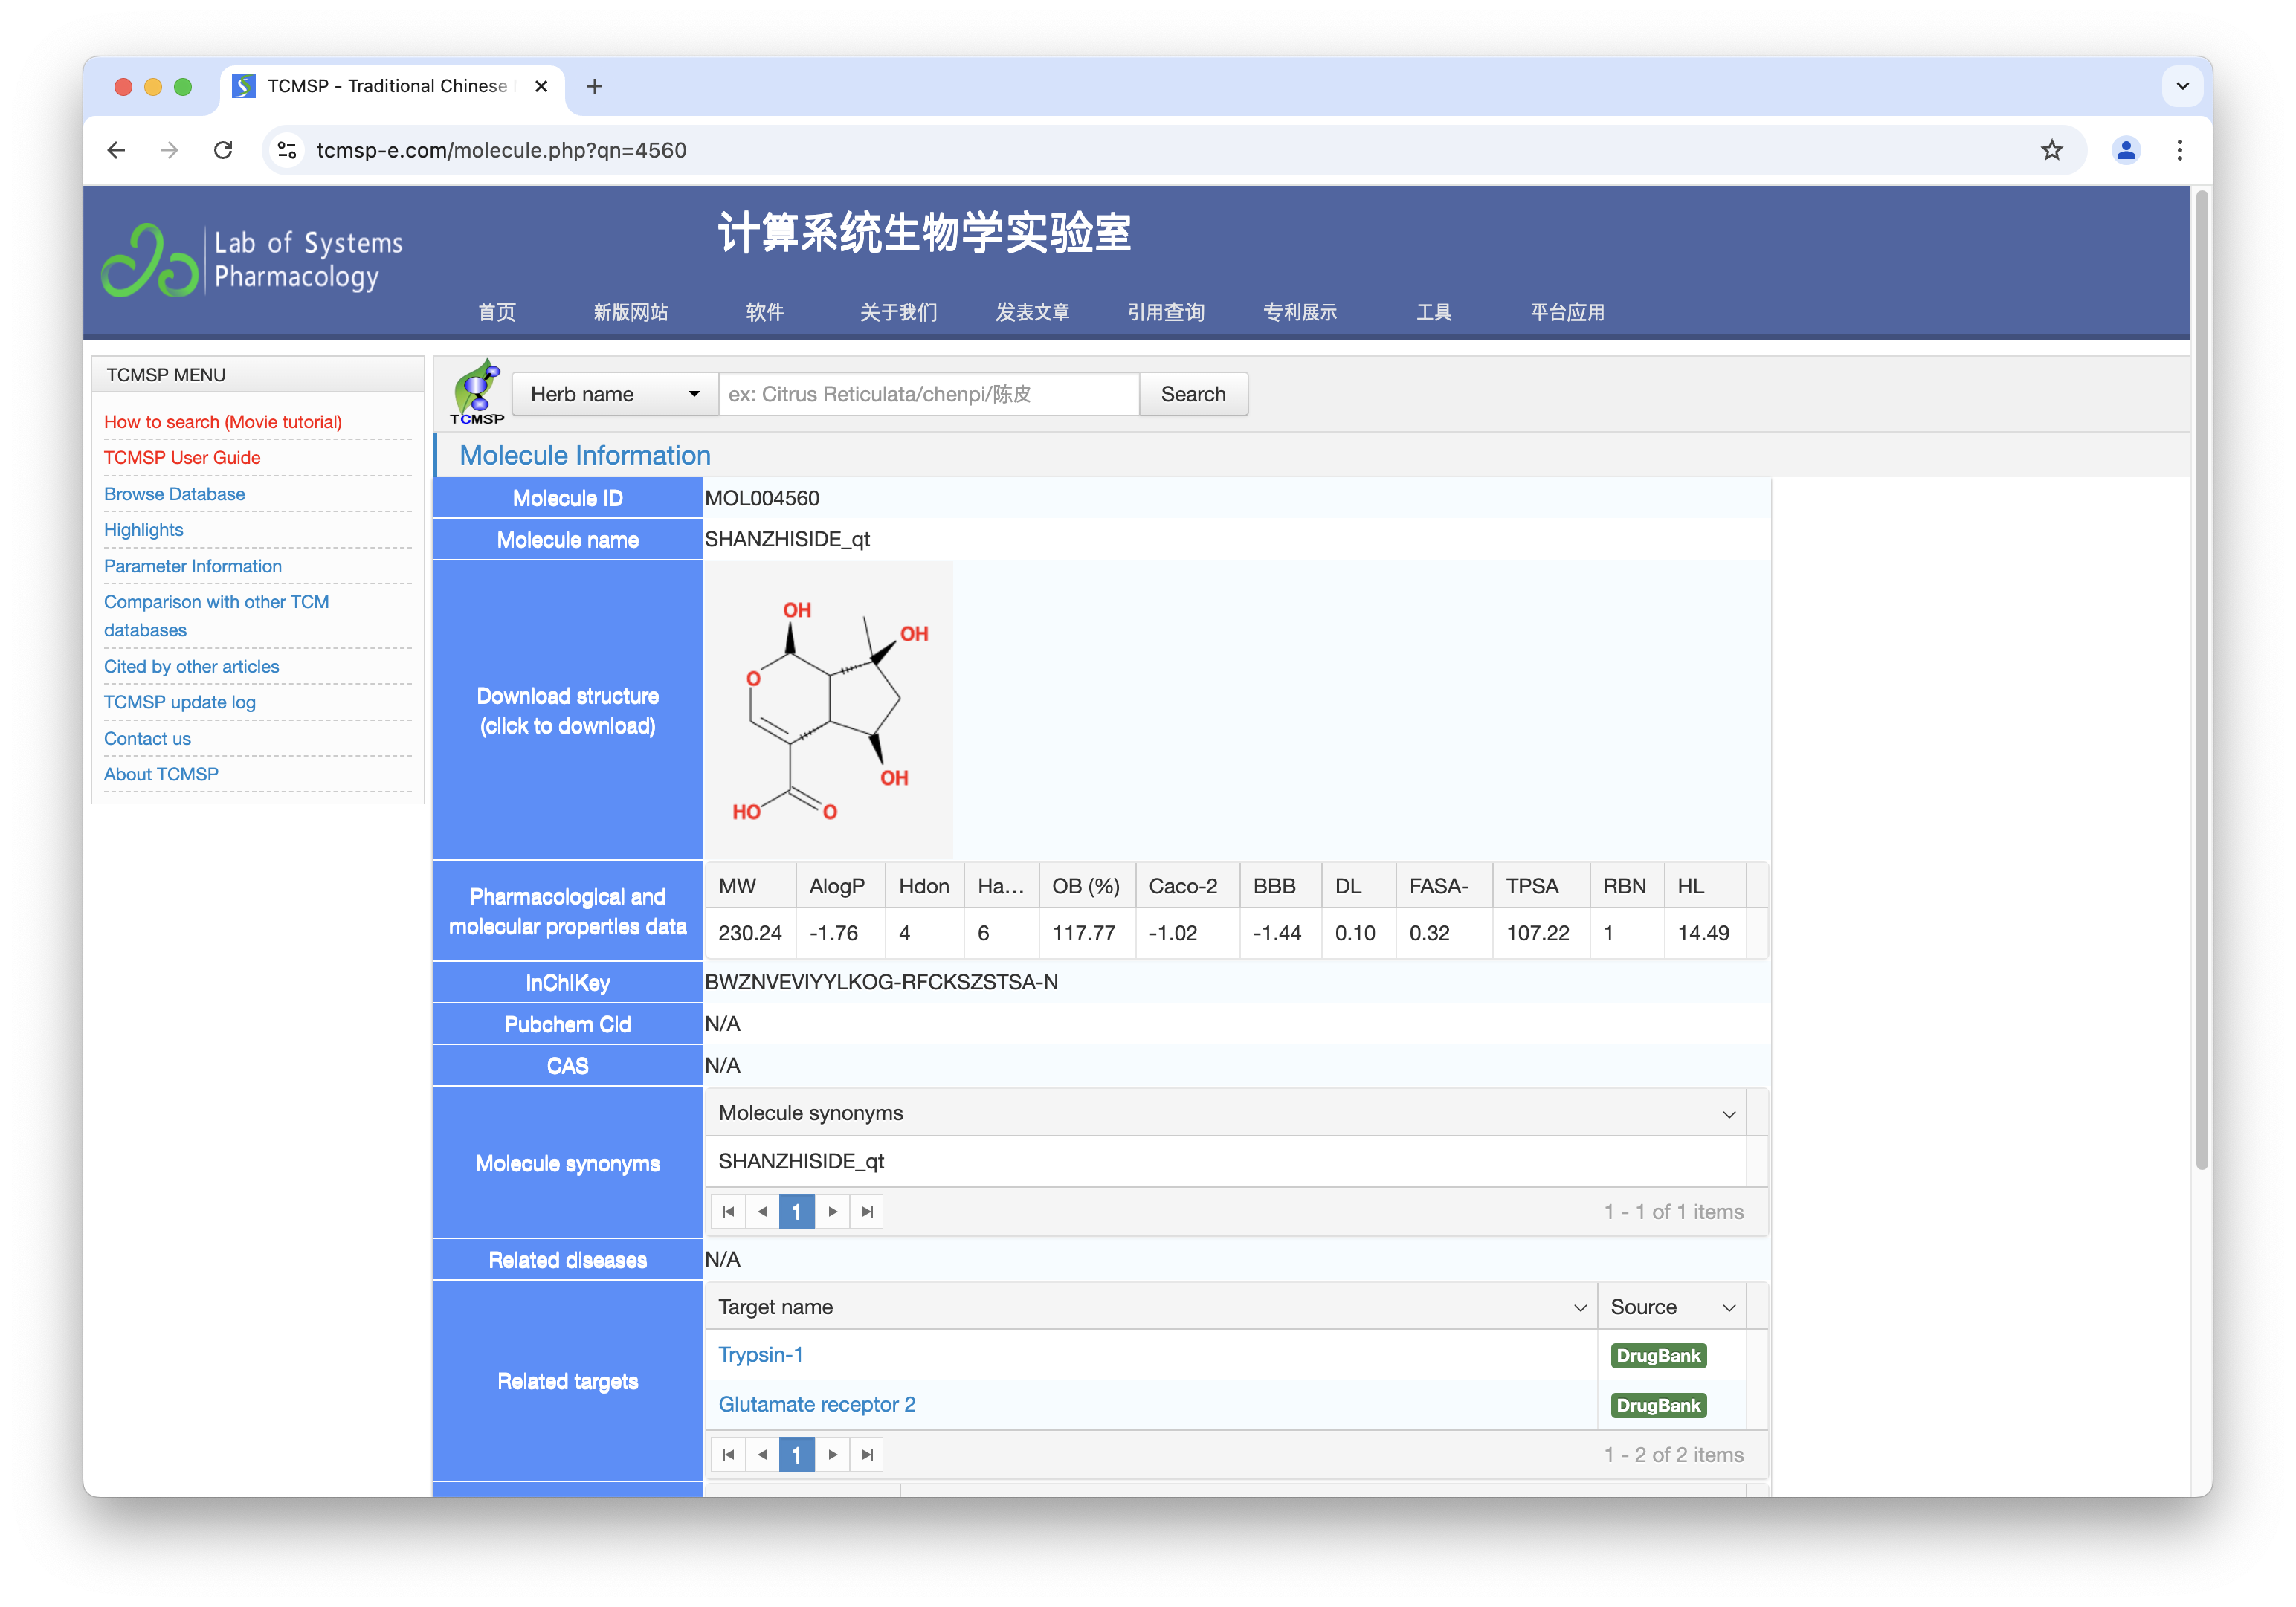 TCMSP - Traditional Chinese
tcmsp-e.com/molecule.php?qn=4560
Lab of Systems
Pharmacology
计算系统生物学实验室
首页 新版网站 软件 关于我们 发表文章 引用查询 专利展示 工具 平台应用
TCMSP MENU
How to search (Movie tutorial)
TCMSP User Guide
Browse Database
Highlights
Parameter Information
Comparison with other TCM
databases
Cited by other articles
TCMSP update log
Contact us
About TCMSP
TCMSP
Herb name ex: Citrus Reticulata/chenpi/陈皮 Search
Molecule Information
Molecule ID MOL004560
Molecule name SHANZHISIDE_qt
Download structure
(click to download)
OH
OH
O
OH
HO O
Pharmacological and
molecular properties data
MW AlogP Hdon Ha... OB (%) Caco-2 BBB DL FASA- TPSA RBN HL
230.24 -1.76 4 6 117.77 -1.02 -1.44 0.10 0.32 107.22 1 14.49
InChIKey BWZNVEVIYYLKOG-RFCKSZSTSA-N
Pubchem Cid N/A
CAS N/A
Molecule synonyms
Molecule synonyms
SHANZHISIDE_qt
1 1 - 1 of 1 items
Related diseases N/A
Related targets
Target name Source
Trypsin-1 DrugBank
Glutamate receptor 2 DrugBank
1 1 - 2 of 2 items